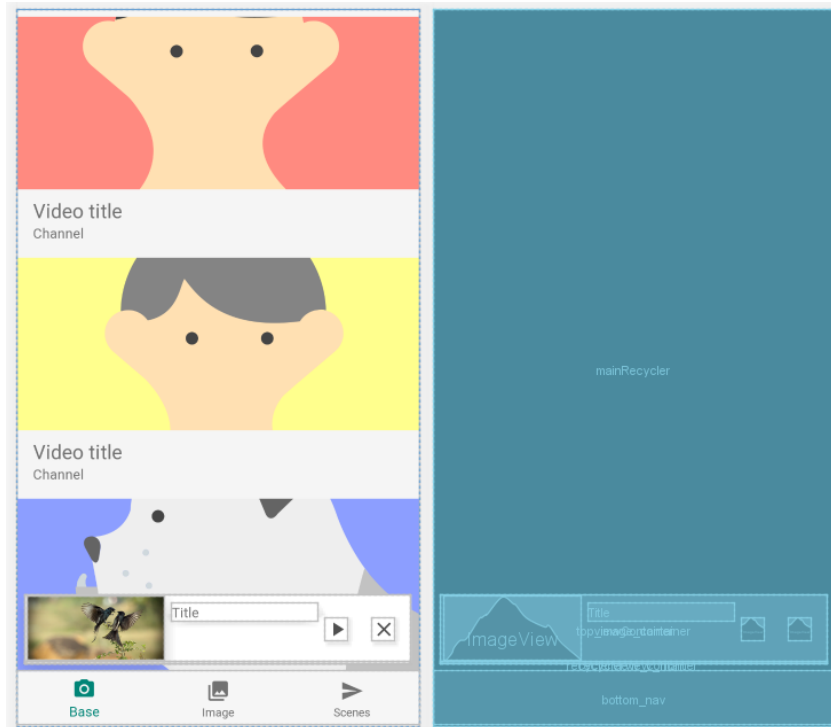 Video title
Channel
Video title
Channel
Title
Base
Image
Scenes
mainRecycler
Title
ImageView
bottom_nav